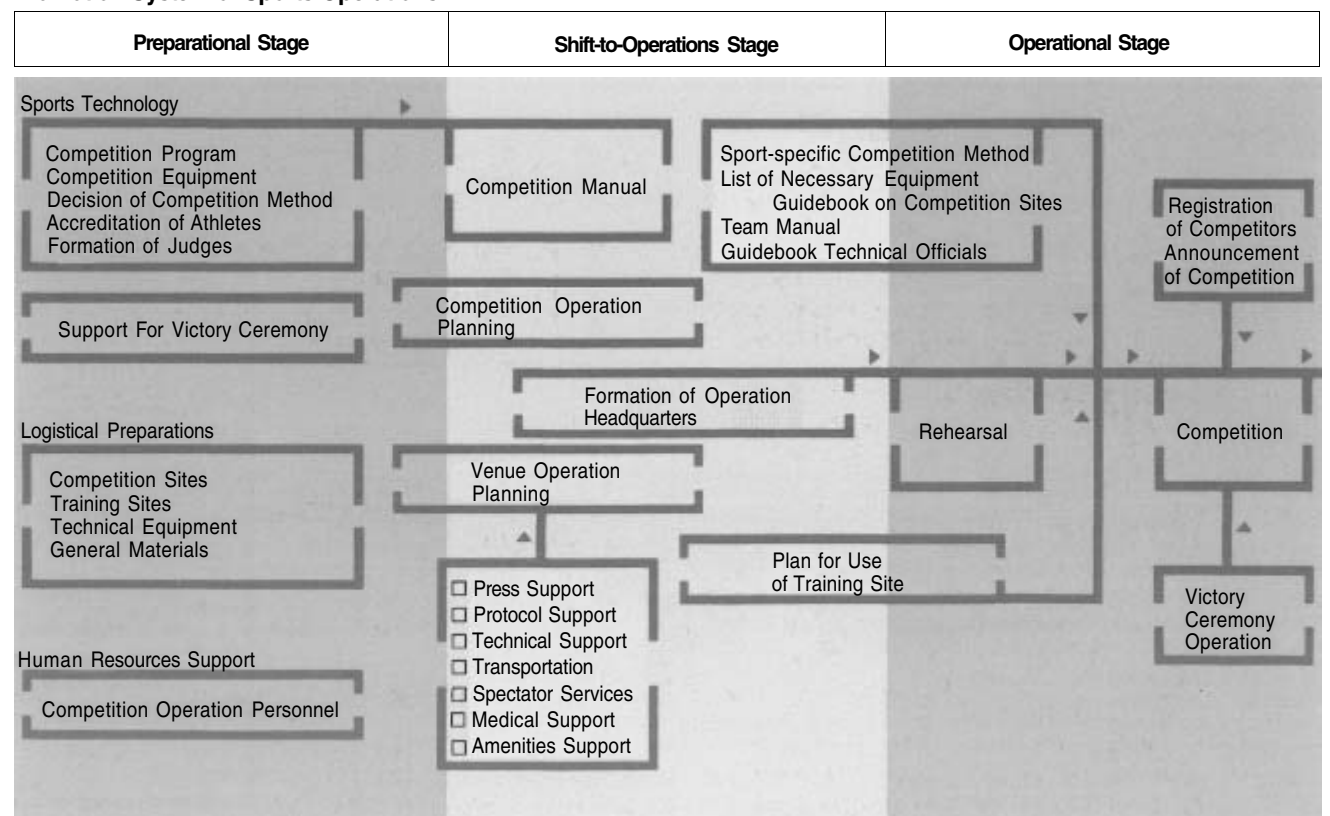 Preparational Stage
Shift-to-Operations Stage
Operational Stage
Sports Technology
Competition Program
Competition Equipment
Decision of Competition Method
Accreditation of Athletes
Formation of Judges
Competition Manual
Sport-specific Competition Method
List of Necessary Equipment
Guidebook on Competition Sites
Team Manual
Guidebook Technical Officials
Registration
of Competitors
Announcement
of Competition
Support For Victory Ceremony
Competition Operation
Planning
Formation of Operation
Headquarters
Rehearsal
Competition
Logistical Preparations
Competition Sites
Training Sites
Technical Equipment
General Materials
Venue Operation
Planning
Press Support
Protocol Support
Technical Support
Transportation
Spectator Services
Medical Support
Amenities Support
Plan for Use
of Training Site
Victory
Ceremony
Operation
Human Resources Support
Competition Operation Personnel